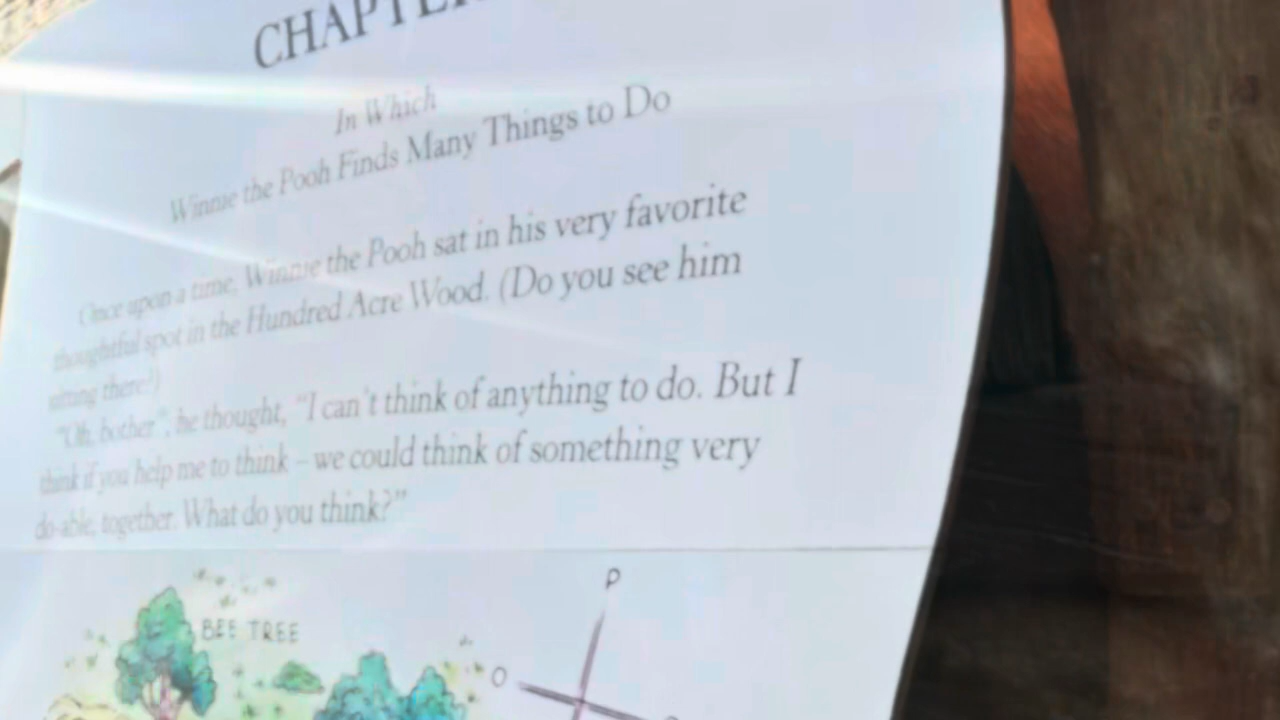 CHAPTER
In Which
Winnie the Pooh Finds Many Things to Do
Once upon a time, Winnie the Pooh sat in his very favorite
thoughtful spot in the Hundred Acre Wood. (Do you see him
sitting there?)
"Oh, bother", he thought, "I can't think of anything to do. But I
think if you help me to think – we could think of something very
do-able, together. What do you think?"
P
BEE TREE
O